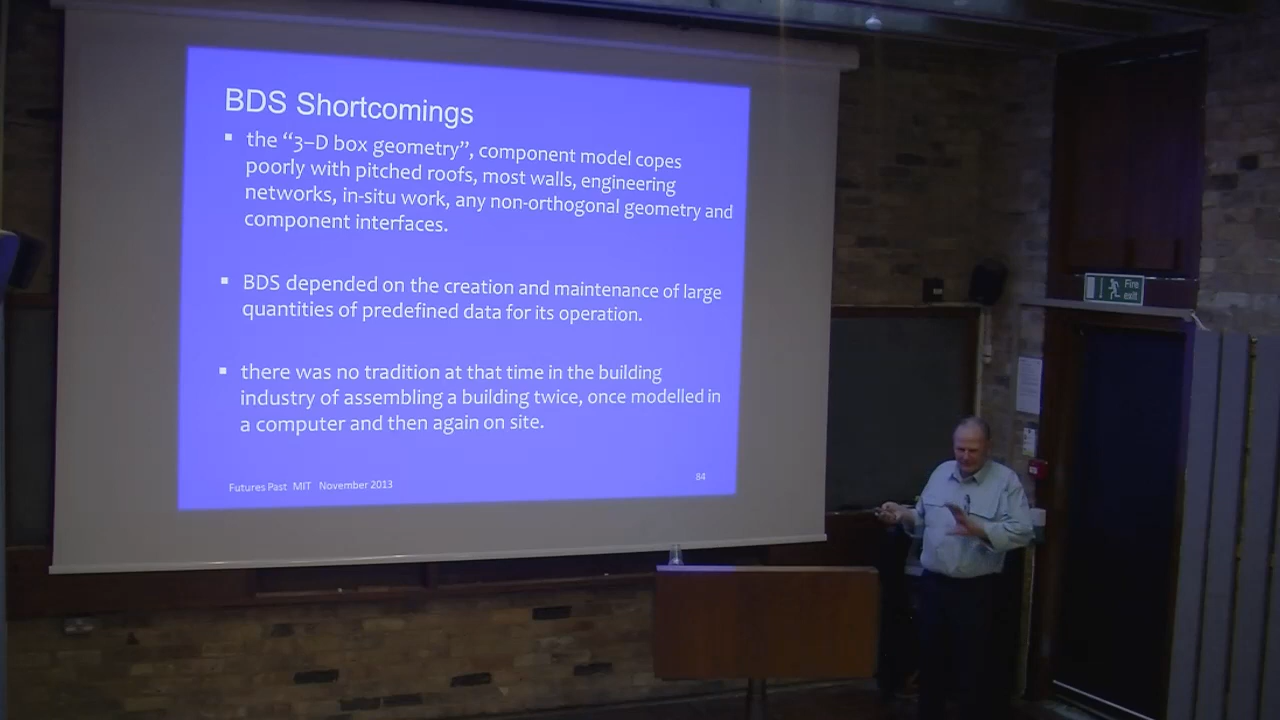 BDS Shortcomings
▪ the “3–D box geometry”, component model copes
poorly with pitched roofs, most walls, engineering
networks, in-situ work, any non-orthogonal geometry and
component interfaces.
▪ BDS depended on the creation and maintenance of large
quantities of predefined data for its operation.
▪ there was no tradition at that time in the building
industry of assembling a building twice, once modelled in
a computer and then again on site.
Futures Past MIT November 2013
84
Fire
exit